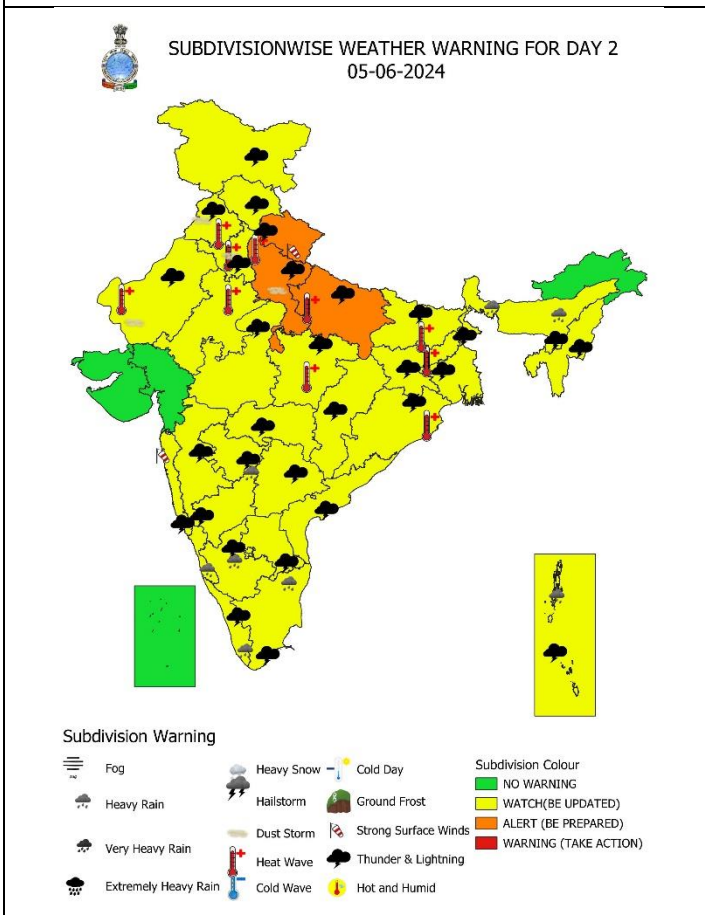 SUBDIVISIONWISE WEATHER WARNING FOR DAY 2
05-06-2024
Subdivision Warning
Fog
Heavy Rain
Very Heavy Rain
Extremely Heavy Rain
Heavy Snow
Hailstorm
Dust Storm
Heat Wave
Cold Wave
Cold Day
Ground Frost
Strong Surface Winds
Thunder & Lightning
Hot and Humid
Subdivision Colour
NO WARNING
WATCH(BE UPDATED)
ALERT (BE PREPARED)
WARNING (TAKE ACTION)